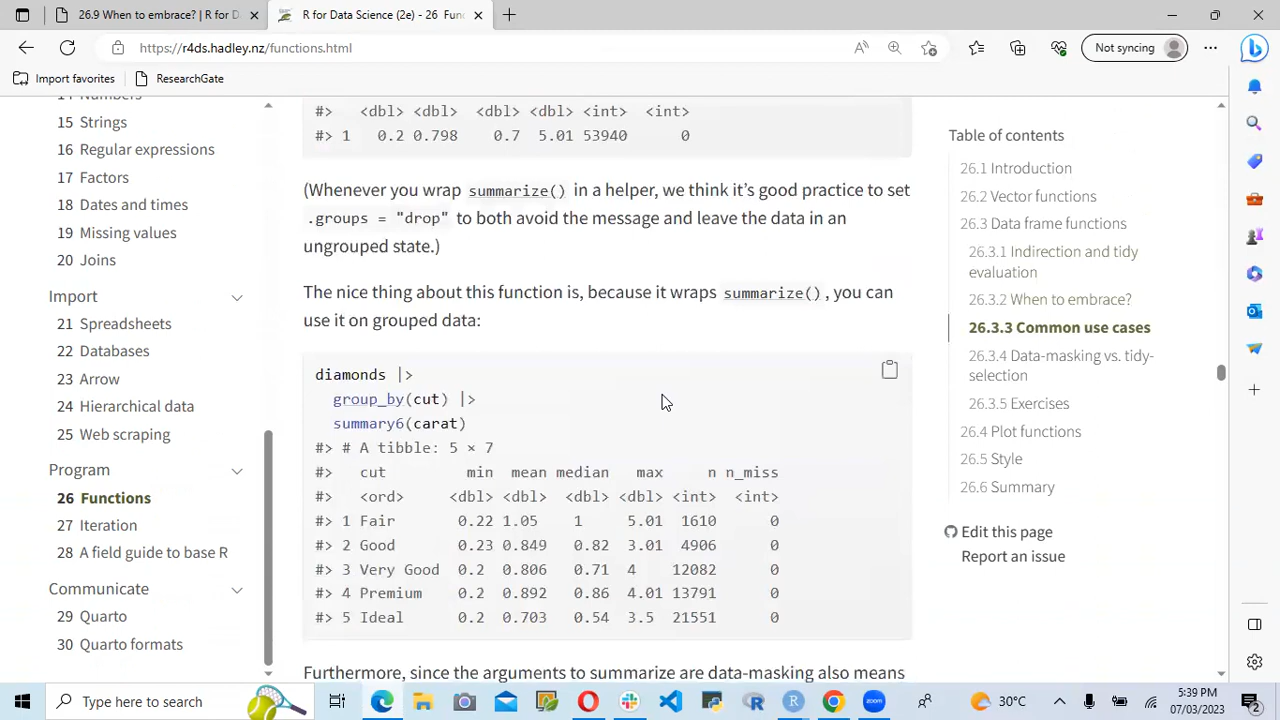 26.9 When to embrace? | R for D
R for Data Science (2e) - 26 Func
https://r4ds.hadley.nz/functions.html
Not syncing
Import favorites
ResearchGate
14 Numbers
15 Strings
16 Regular expressions
17 Factors
18 Dates and times
19 Missing values
20 Joins
Import
21 Spreadsheets
22 Databases
23 Arrow
24 Hierarchical data
25 Web scraping
Program
26 Functions
27 Iteration
28 A field guide to base R
Communicate
29 Quarto
30 Quarto formats
#> <dbl> <dbl> <dbl> <dbl> <int> <int>
#> 1 0.2 0.798 0.7 5.01 53940 0
(Whenever you wrap summarize() in a helper, we think it's good practice to set
.groups = "drop" to both avoid the message and leave the data in an
ungrouped state.)
The nice thing about this function is, because it wraps summarize(), you can
use it on grouped data:
diamonds |>
group_by(cut) |>
summary6(carat)
#> # A tibble: 5 × 7
#> cut min mean median max n n_miss
#> <ord> <dbl> <dbl> <dbl> <dbl> <int> <int>
#> 1 Fair 0.22 1.05 1 5.01 1610 0
#> 2 Good 0.23 0.849 0.82 3.01 4906 0
#> 3 Very Good 0.2 0.806 0.71 4 12082 0
#> 4 Premium 0.2 0.892 0.86 4.01 13791 0
#> 5 Ideal 0.2 0.703 0.54 3.5 21551 0
Furthermore, since the arguments to summarize are data-masking also means
Table of contents
26.1 Introduction
26.2 Vector functions
26.3 Data frame functions
26.3.1 Indirection and tidy
evaluation
26.3.2 When to embrace?
26.3.3 Common use cases
26.3.4 Data-masking vs. tidy-
selection
26.3.5 Exercises
26.4 Plot functions
26.5 Style
26.6 Summary
Edit this page
Report an issue
Type here to search
30°C
5:39 PM
07/03/2023
2